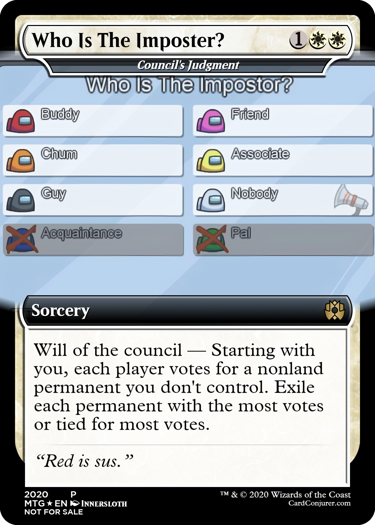 Who Is The Imposter? 1
Council's Judgment
Who Is The Impostor?
Buddy
Friend
Chum
Associate
Guy
Nobody
Acquaintance
Pal
Sorcery
Will of the council — Starting with
you, each player votes for a nonland
permanent you don't control. Exile
each permanent with the most votes
or tied for most votes.
“Red is sus.”
2020 P
MTG ★ EN Innersloth
NOT FOR SALE
™ & © 2020 Wizards of the Coast
CardConjurer.com